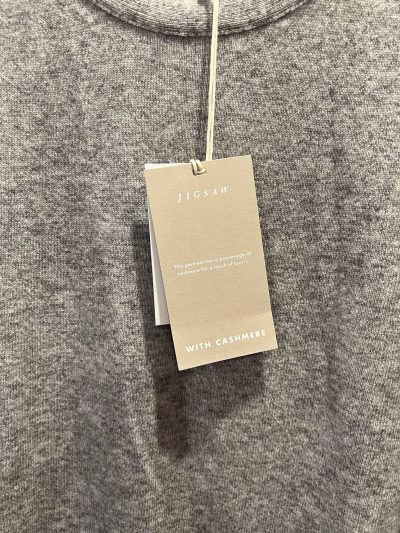 JIGSAW
This garment has a percentage of
cashmere for a touch of luxury
WITH CASHMERE